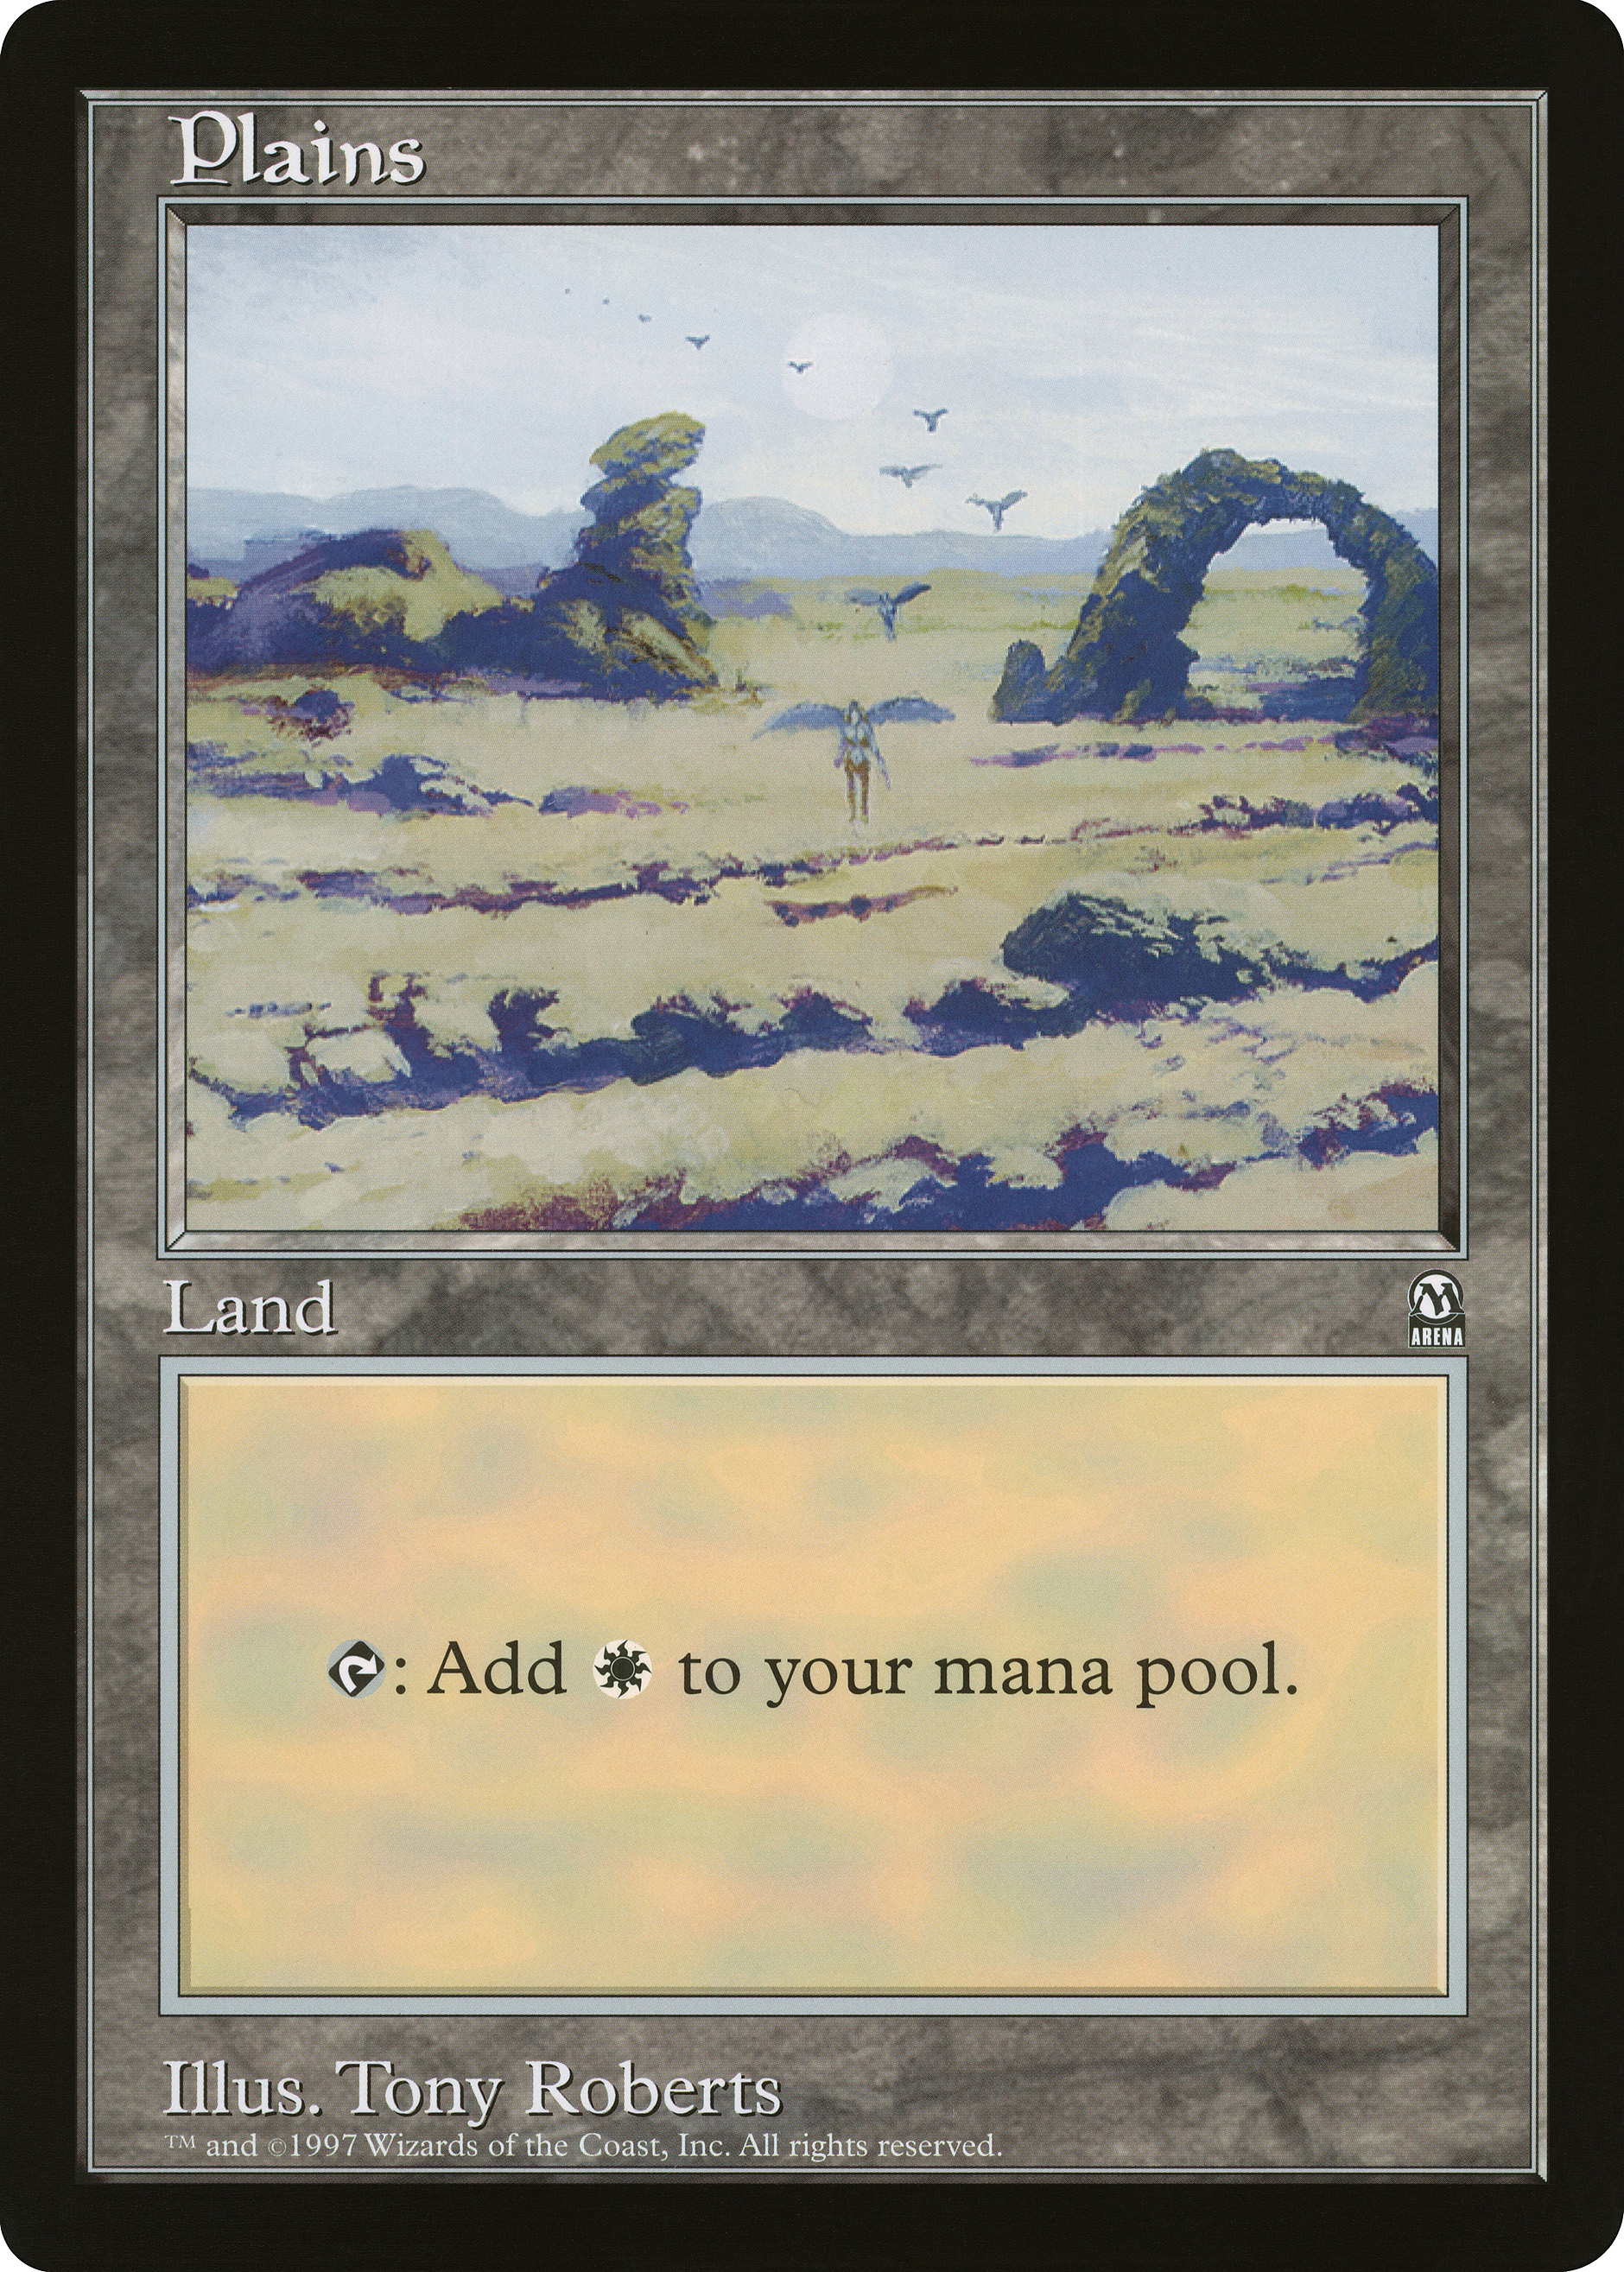 Plains
Land
ARENA
: Add to your mana pool.
Illus. Tony Roberts
™ and ©1997 Wizards of the Coast, Inc. All rights reserved.